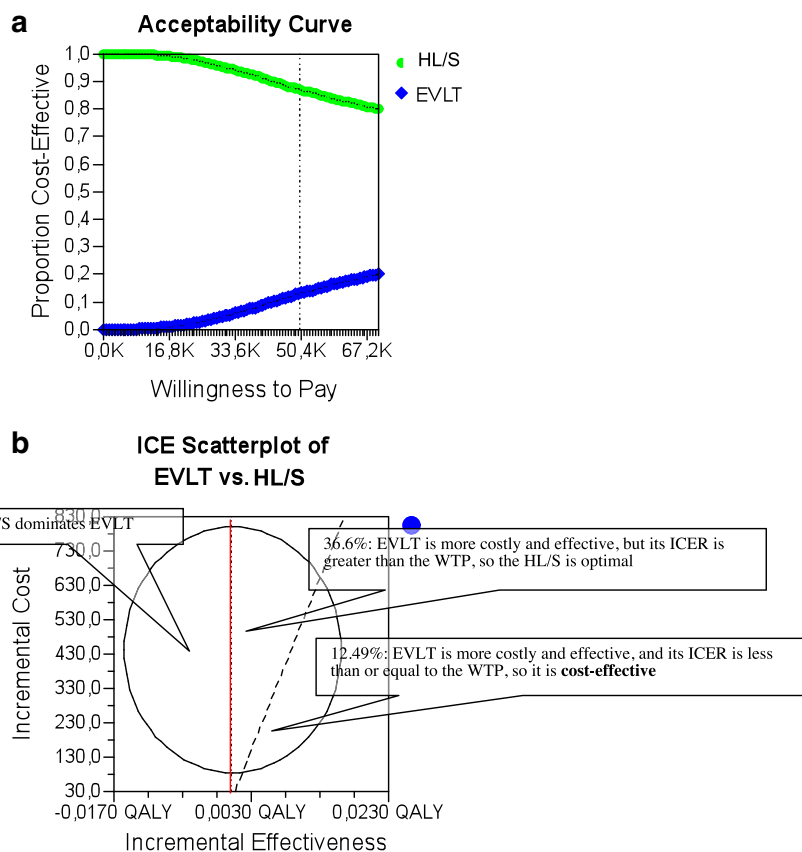 a
Acceptability Curve
HL/S
EVLT
Proportion Cost-Effective
1,0
0,9
0,8
0,7
0,6
0,5
0,4
0,3
0,2
0,1
0,0
0,0K 16,8K 33,6K 50,4K 67,2K
Willingness to Pay
b
ICE Scatterplot of
EVLT vs. HL/S
/S dominates EVLT
36.6%: EVLT is more costly and effective, but its ICER is
greater than the WTP, so the HL/S is optimal
12.49%: EVLT is more costly and effective, and its ICER is less
than or equal to the WTP, so it is cost-effective
Incremental Cost
830,0
730,0
630,0
530,0
430,0
330,0
230,0
130,0
30,0
-0,0170 QALY 0,0030 QALY 0,0230 QALY
Incremental Effectiveness